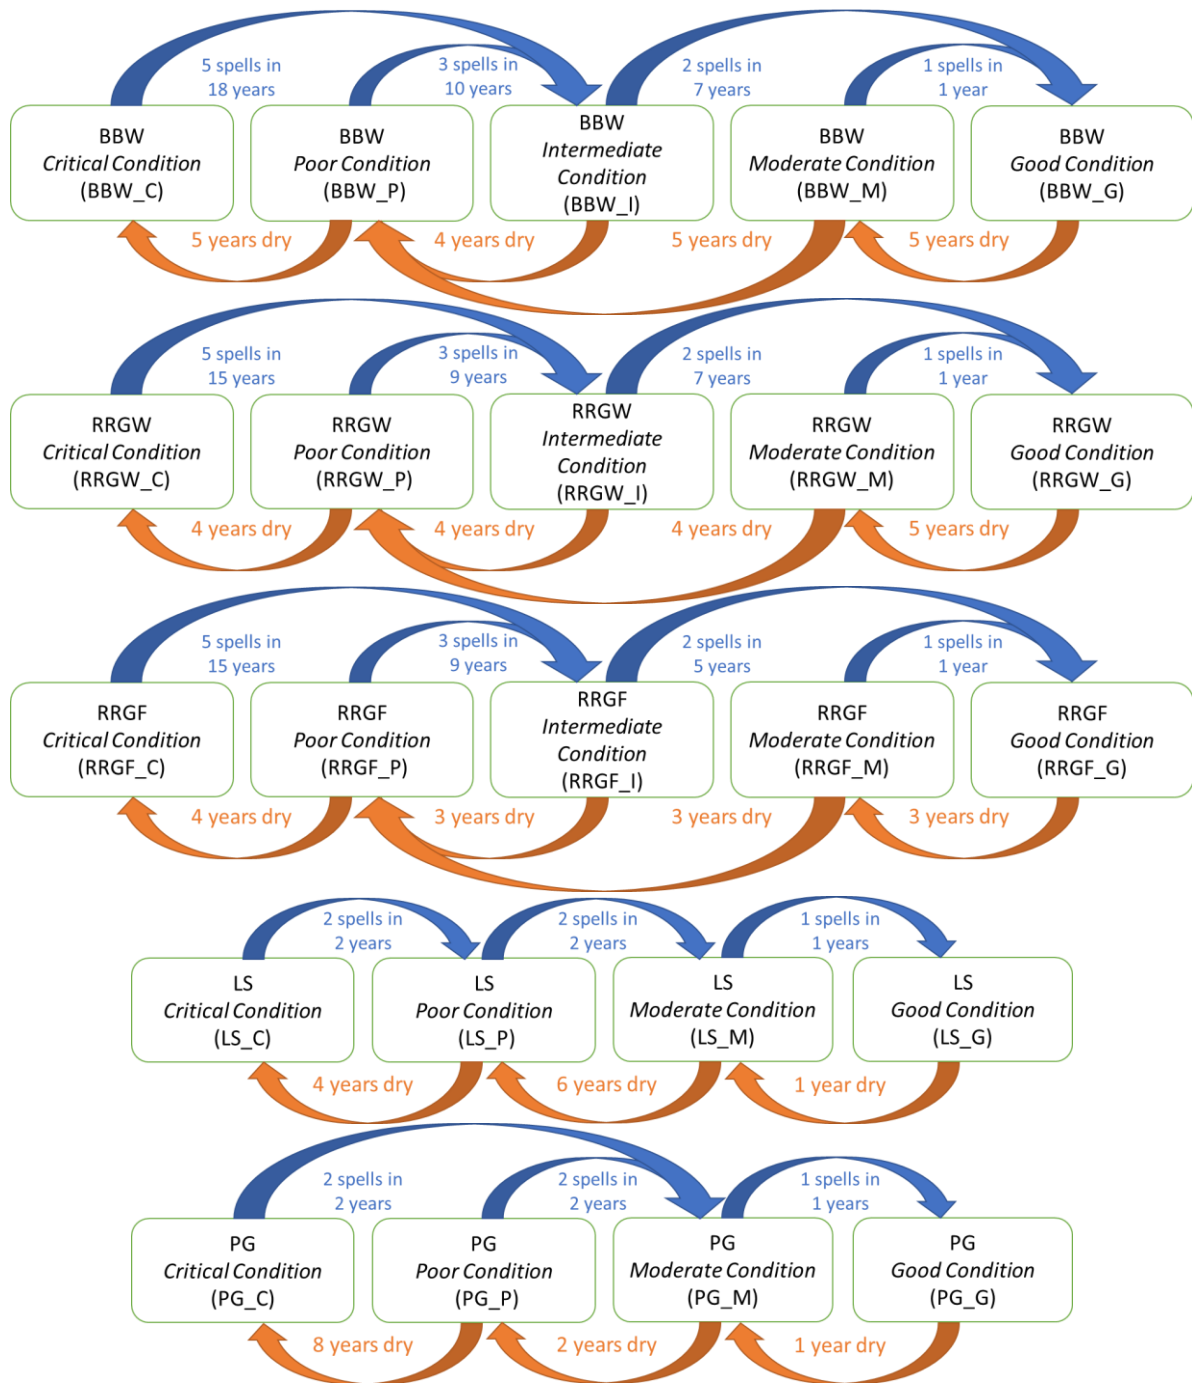 5 spells in
18 years
3 spells in
10 years
2 spells in
7 years
1 spells in
1 year
BBW
Critical Condition
(BBW_C)
BBW
Poor Condition
(BBW_P)
BBW
Intermediate
Condition
(BBW_I)
BBW
Moderate Condition
(BBW_M)
BBW
Good Condition
(BBW_G)
5 years dry
4 years dry
5 years dry
5 years dry
5 spells in
15 years
3 spells in
9 years
2 spells in
7 years
1 spells in
1 year
RRGW
Critical Condition
(RRGW_C)
RRGW
Poor Condition
(RRGW_P)
RRGW
Intermediate
Condition
(RRGW_I)
RRGW
Moderate Condition
(RRGW_M)
RRGW
Good Condition
(RRGW_G)
4 years dry
4 years dry
4 years dry
5 years dry
5 spells in
15 years
3 spells in
9 years
2 spells in
5 years
1 spells in
1 year
RRGF
Critical Condition
(RRGF_C)
RRGF
Poor Condition
(RRGF_P)
RRGF
Intermediate
Condition
(RRGF_I)
RRGF
Moderate Condition
(RRGF_M)
RRGF
Good Condition
(RRGF_G)
4 years dry
3 years dry
3 years dry
3 years dry
2 spells in
2 years
2 spells in
2 years
1 spells in
1 years
LS
Critical Condition
(LS_C)
LS
Poor Condition
(LS_P)
LS
Moderate Condition
(LS_M)
LS
Good Condition
(LS_G)
4 years dry
6 years dry
1 year dry
2 spells in
2 years
2 spells in
2 years
1 spells in
1 years
PG
Critical Condition
(PG_C)
PG
Poor Condition
(PG_P)
PG
Moderate Condition
(PG_M)
PG
Good Condition
(PG_G)
8 years dry
2 years dry
1 year dry